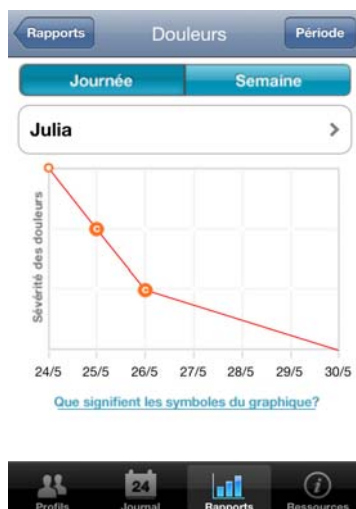 Rapports Douleurs Période
Journée Semaine
Julia
Sévérité des douleurs
c
c
24/5 25/5 26/5 27/5 28/5 29/5 30/5
Que signifient les symboles du graphique?
24
Profils Journal Rapports Ressources